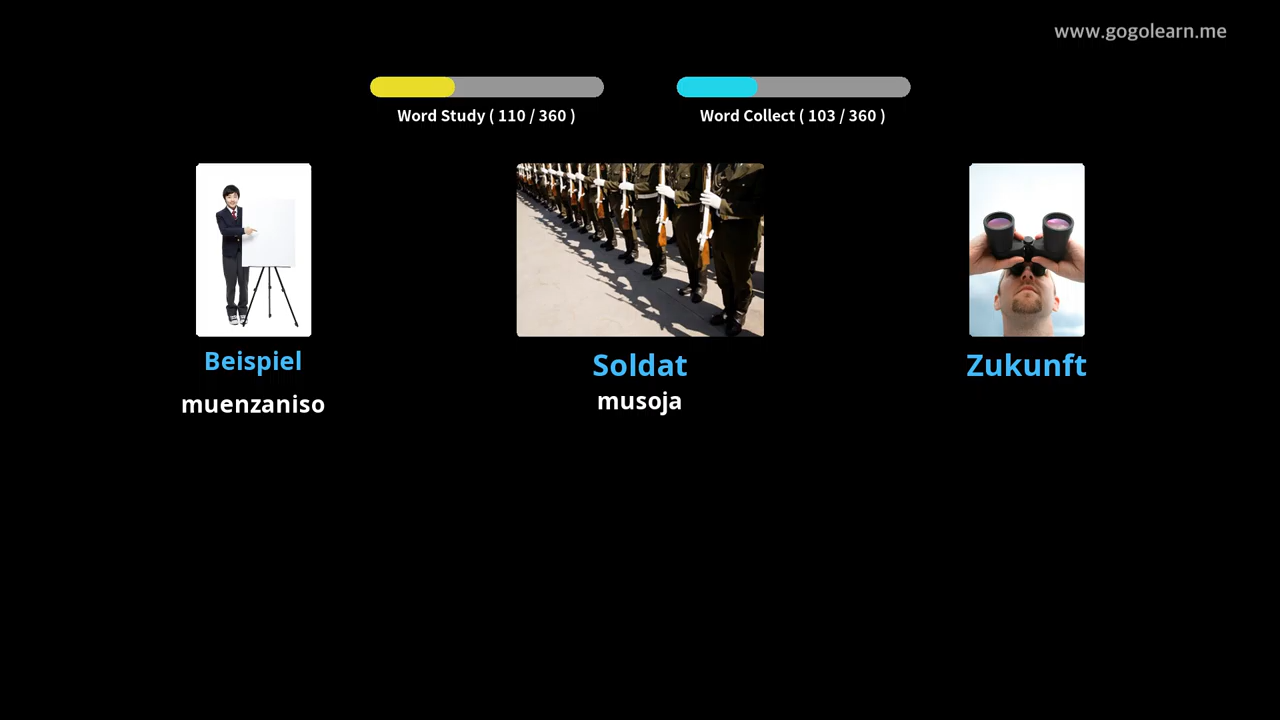 www.gogolearn.me
Word Study ( 110 / 360 )
Word Collect ( 103 / 360 )
Beispiel
muenzaniso
Soldat
musoja
Zukunft